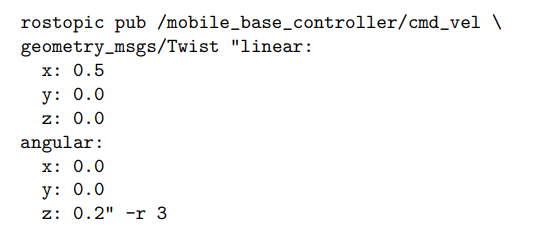 rostopic pub /mobile_base_controller/cmd_vel \
geometry_msgs/Twist "linear:
  x: 0.5
  y: 0.0
  z: 0.0
angular:
  x: 0.0
  y: 0.0
  z: 0.2" -r 3